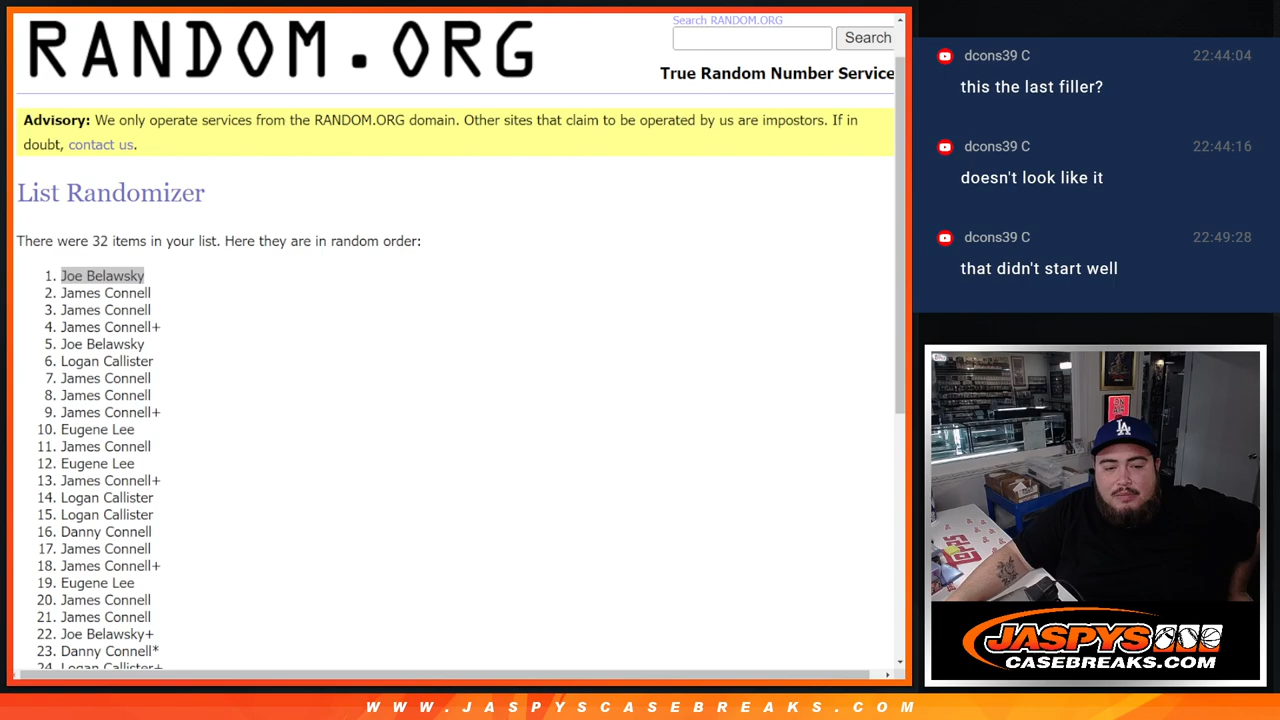 RANDOM.ORG
Search RANDOM.ORG
Search
True Random Number Service
Advisory: We only operate services from the RANDOM.ORG domain. Other sites that claim to be operated by us are impostors. If in
doubt, contact us.
List Randomizer
There were 32 items in your list. Here they are in random order:
1. Joe Belawsky
2. James Connell
3. James Connell
4. James Connell+
5. Joe Belawsky
6. Logan Callister
7. James Connell
8. James Connell
9. James Connell+
10. Eugene Lee
11. James Connell
12. Eugene Lee
13. James Connell+
14. Logan Callister
15. Logan Callister
16. Danny Connell
17. James Connell
18. James Connell+
19. Eugene Lee
20. James Connell
21. James Connell
22. Joe Belawsky+
23. Danny Connell*
24. Logan Callister+
dcons39 C 22:44:04
this the last filler?
dcons39 C 22:44:16
doesn't look like it
dcons39 C 22:49:28
that didn't start well
LA
Topps
JASPYS
CASEBREAKS.COM
WWW.JASPYSCASEBREAKS.COM